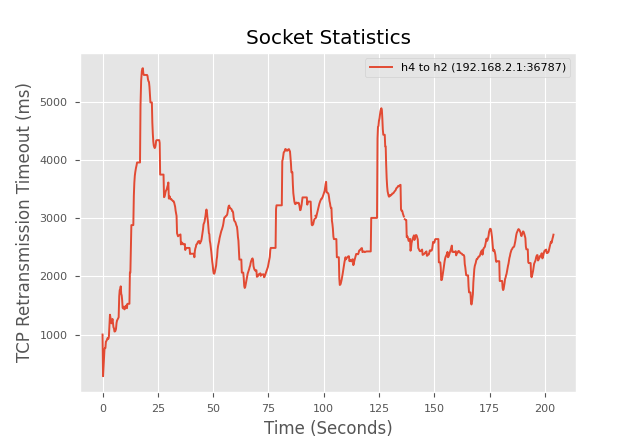 Socket Statistics
h4 to h2 (192.168.2.1:36787)
TCP Retransmission Timeout (ms)
5000
4000
3000
2000
1000
0 25 50 75 100 125 150 175 200
Time (Seconds)